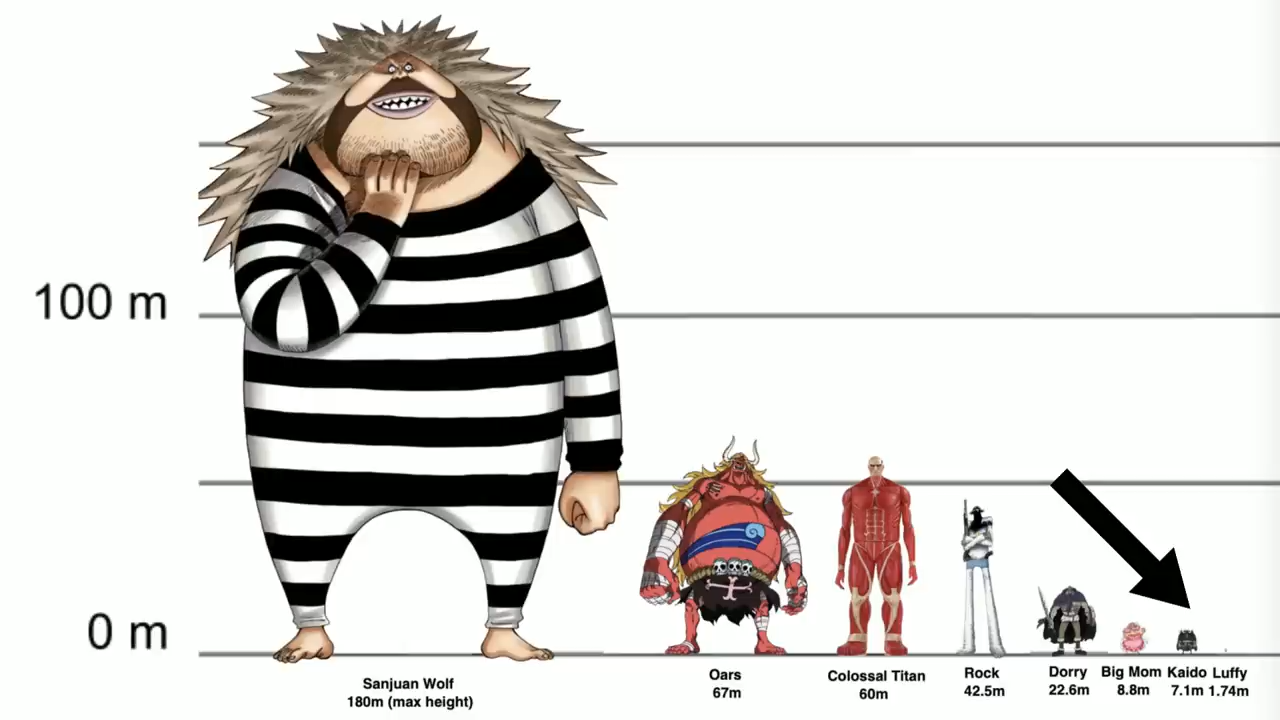 100 m
0 m
Sanjuan Wolf
180m (max height)
Oars
67m
Colossal Titan
60m
Rock
42.5m
Dorry
22.6m
Big Mom
8.8m
Kaido
7.1m
Luffy
1.74m